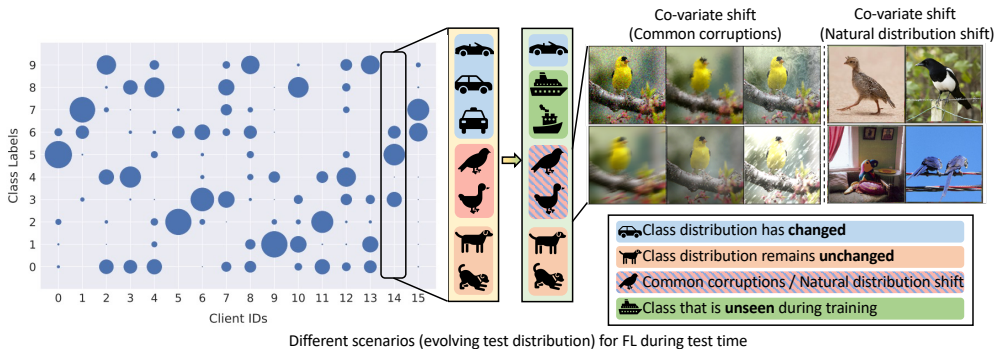 Co-variate shift
(Common corruptions)
Co-variate shift
(Natural distribution shift)
Class Labels
9
8
7
6
5
4
3
2
1
0
0 1 2 3 4 5 6 7 8 9 10 11 12 13 14 15
Client IDs
Class distribution has changed
Class distribution remains unchanged
Common corruptions / Natural distribution shift
Class that is unseen during training
Different scenarios (evolving test distribution) for FL during test time